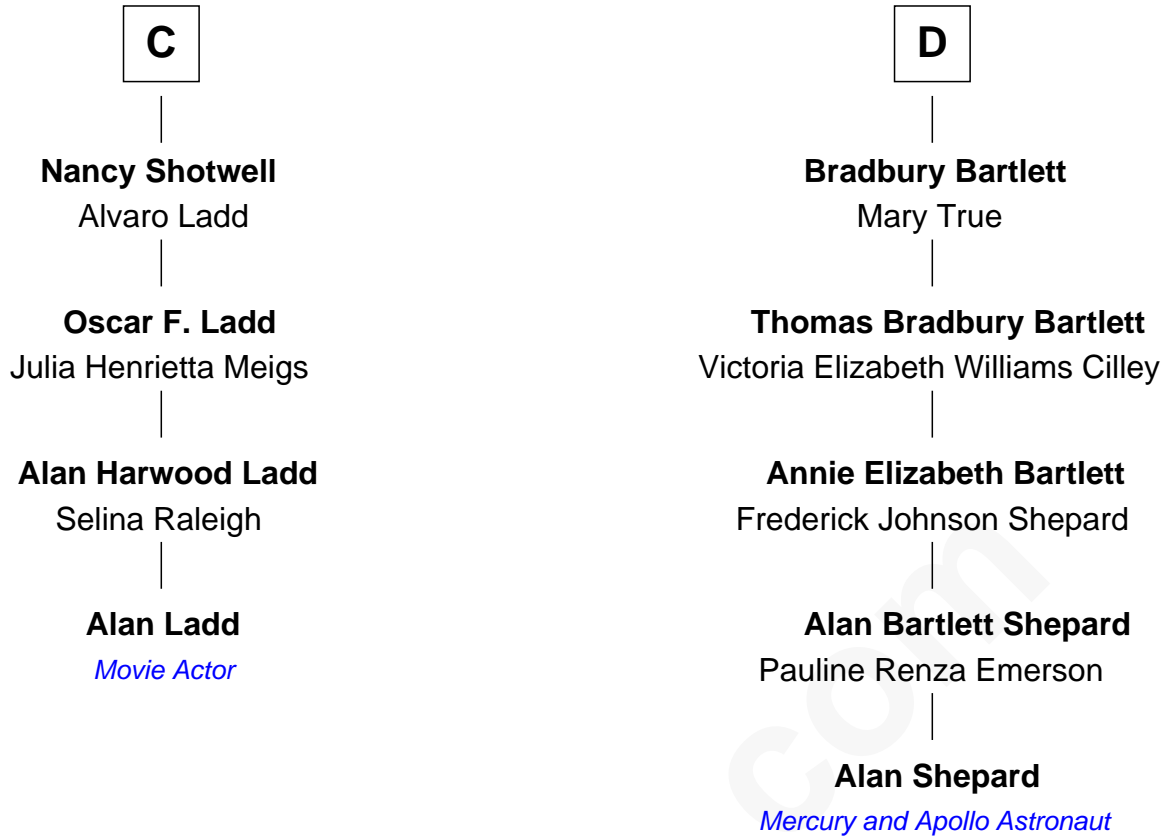 C
Nancy Shotwell
Alvaro Ladd
Oscar F. Ladd
Julia Henrietta Meigs
Alan Harwood Ladd
Selina Raleigh
Alan Ladd
Movie Actor
D
Bradbury Bartlett
Mary True
Thomas Bradbury Bartlett
Victoria Elizabeth Williams Cilley
Annie Elizabeth Bartlett
Frederick Johnson Shepard
Alan Bartlett Shepard
Pauline Renza Emerson
Alan Shepard
Mercury and Apollo Astronaut
com